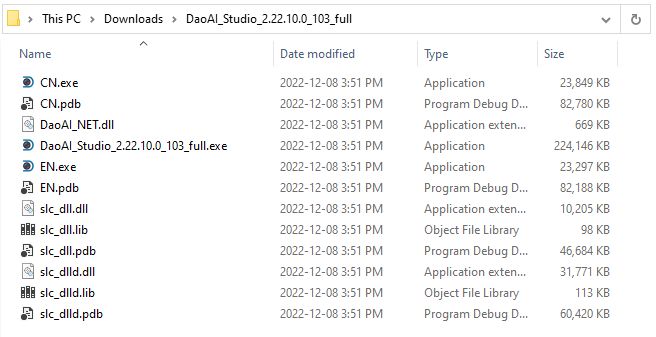 This PC > Downloads > DaoAI_Studio_2.22.10.0_103_full
Name Date modified Type Size
CN.exe 2022-12-08 3:51 PM Application 23,849 KB
CN.pdb 2022-12-08 3:51 PM Program Debug D... 82,780 KB
DaoAI_NET.dll 2022-12-08 3:51 PM Application exten... 669 KB
DaoAI_Studio_2.22.10.0_103_full.exe 2022-12-08 3:51 PM Application 224,146 KB
EN.exe 2022-12-08 3:51 PM Application 23,297 KB
EN.pdb 2022-12-08 3:51 PM Program Debug D... 82,188 KB
slc_dll.dll 2022-12-08 3:51 PM Application exten... 10,205 KB
slc_dll.lib 2022-12-08 3:51 PM Object File Library 98 KB
slc_dll.pdb 2022-12-08 3:51 PM Program Debug D... 46,684 KB
slc_dlld.dll 2022-12-08 3:51 PM Application exten... 31,771 KB
slc_dlld.lib 2022-12-08 3:51 PM Object File Library 113 KB
slc_dlld.pdb 2022-12-08 3:51 PM Program Debug D... 60,420 KB